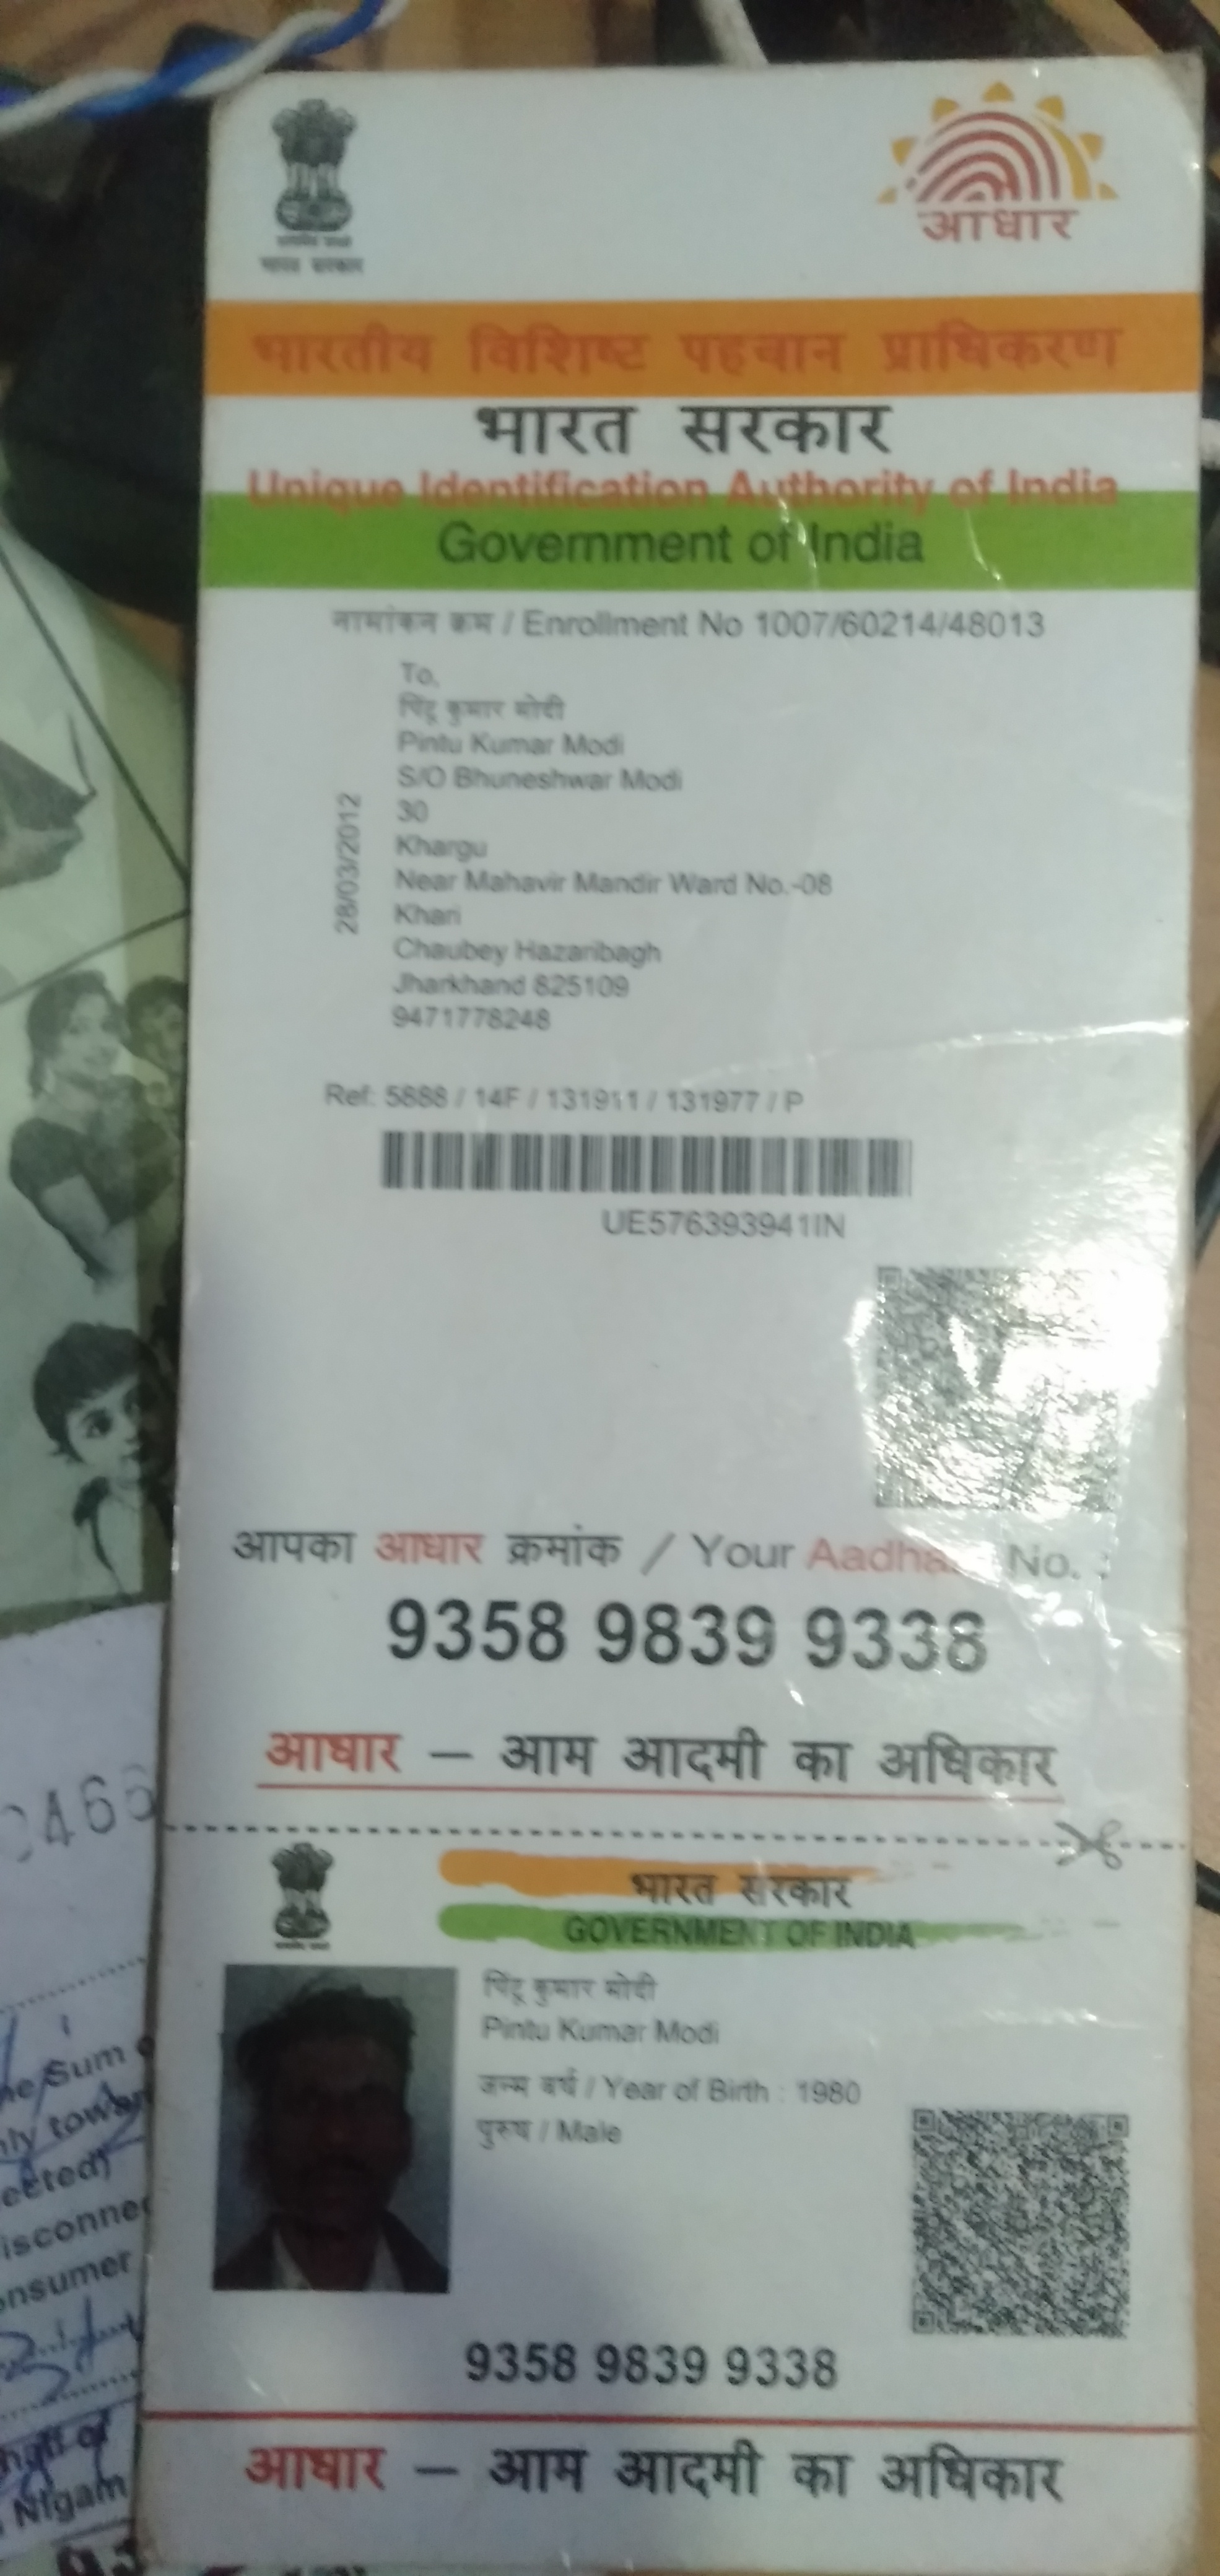 भारत सरकार
आधार
भारतीय विशिष्ट पहचान प्राधिकरण
भारत सरकार
Unique Identification Authority of India
Government of India
नामांकन क्रम / Enrollment No 1007/60214/48013
28/03/2012
To,
पिंटू कुमार मोदी
Pintu Kumar Modi
S/O Bhuneshwar Modi
30
Khargu
Near Mahavir Mandir Ward No.-08
Khari
Chaubey Hazaribagh
Jharkhand 825109
9471778248
Ref: 5888 / 14F / 131911 / 131977 / P
UE576393941IN
आपका आधार क्रमांक / Your No. :
9358 9839 9338
आधार – आम आदमी का अधिकार
भारत सरकार
GOVERNMENT OF INDIA
पिंटू कुमार मोदी
Pintu Kumar Modi
जन्म वर्ष / Year of Birth : 1980
पुरुष / Male
9358 9839 9338
आधार – आम आदमी का अधिकार
Sum
Nigam